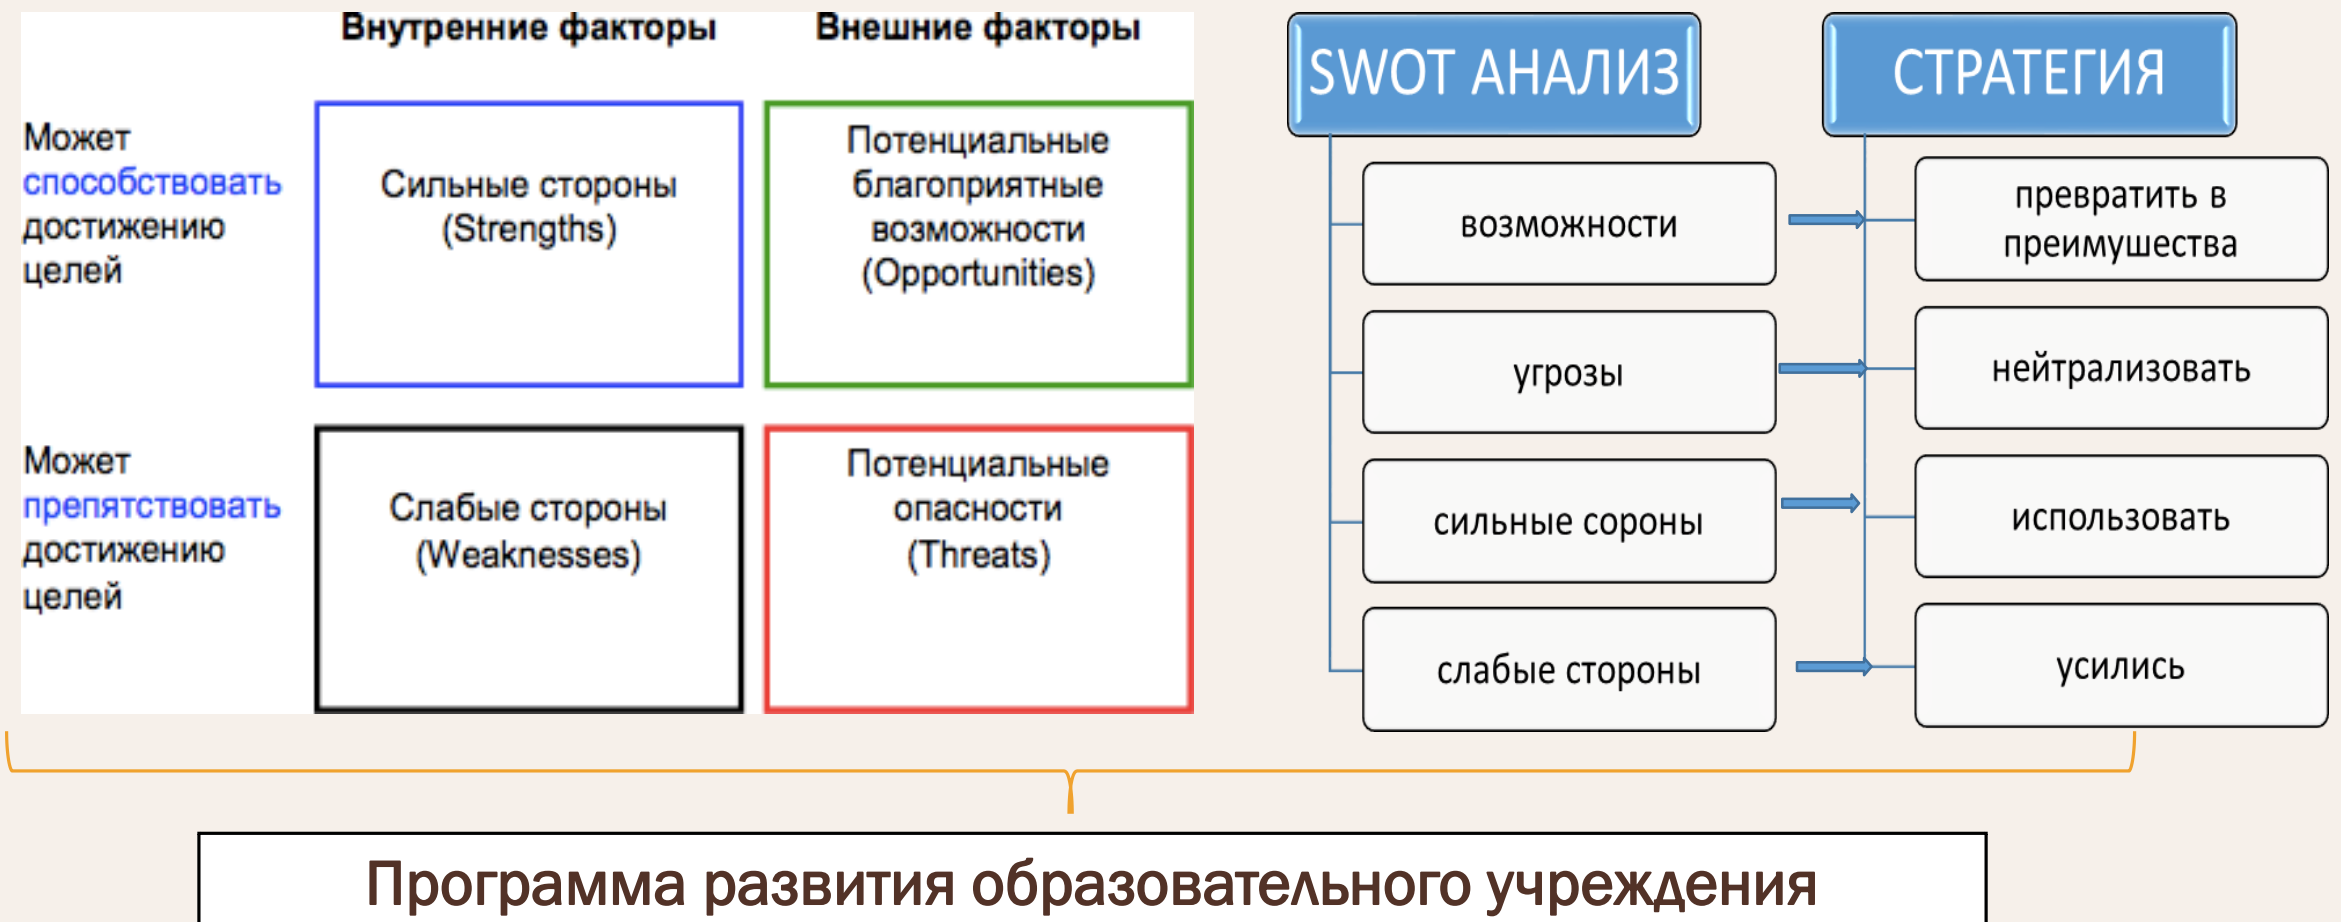 Внутренние факторы
Внешние факторы
Может
способствовать
достижению
целей
Сильные стороны
(Strengths)
Потенциальные
благоприятные
возможности
(Opportunities)
Может
препятствовать
достижению
целей
Слабые стороны
(Weaknesses)
Потенциальные
опасности
(Threats)
SWOT АНАЛИЗ
СТРАТЕГИЯ
возможности
превратить в
преимушества
угрозы
нейтрализовать
сильные сороны
использовать
слабые стороны
усились
Программа развития образовательного учреждения